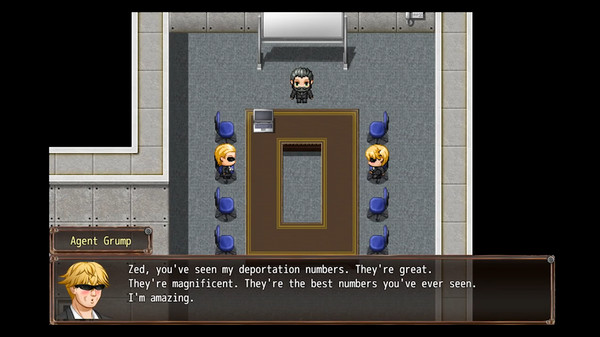 Agent Grump
Zed, you've seen my deportation numbers. They're great.
They're magnificent. They're the best numbers you've ever seen.
I'm amazing.